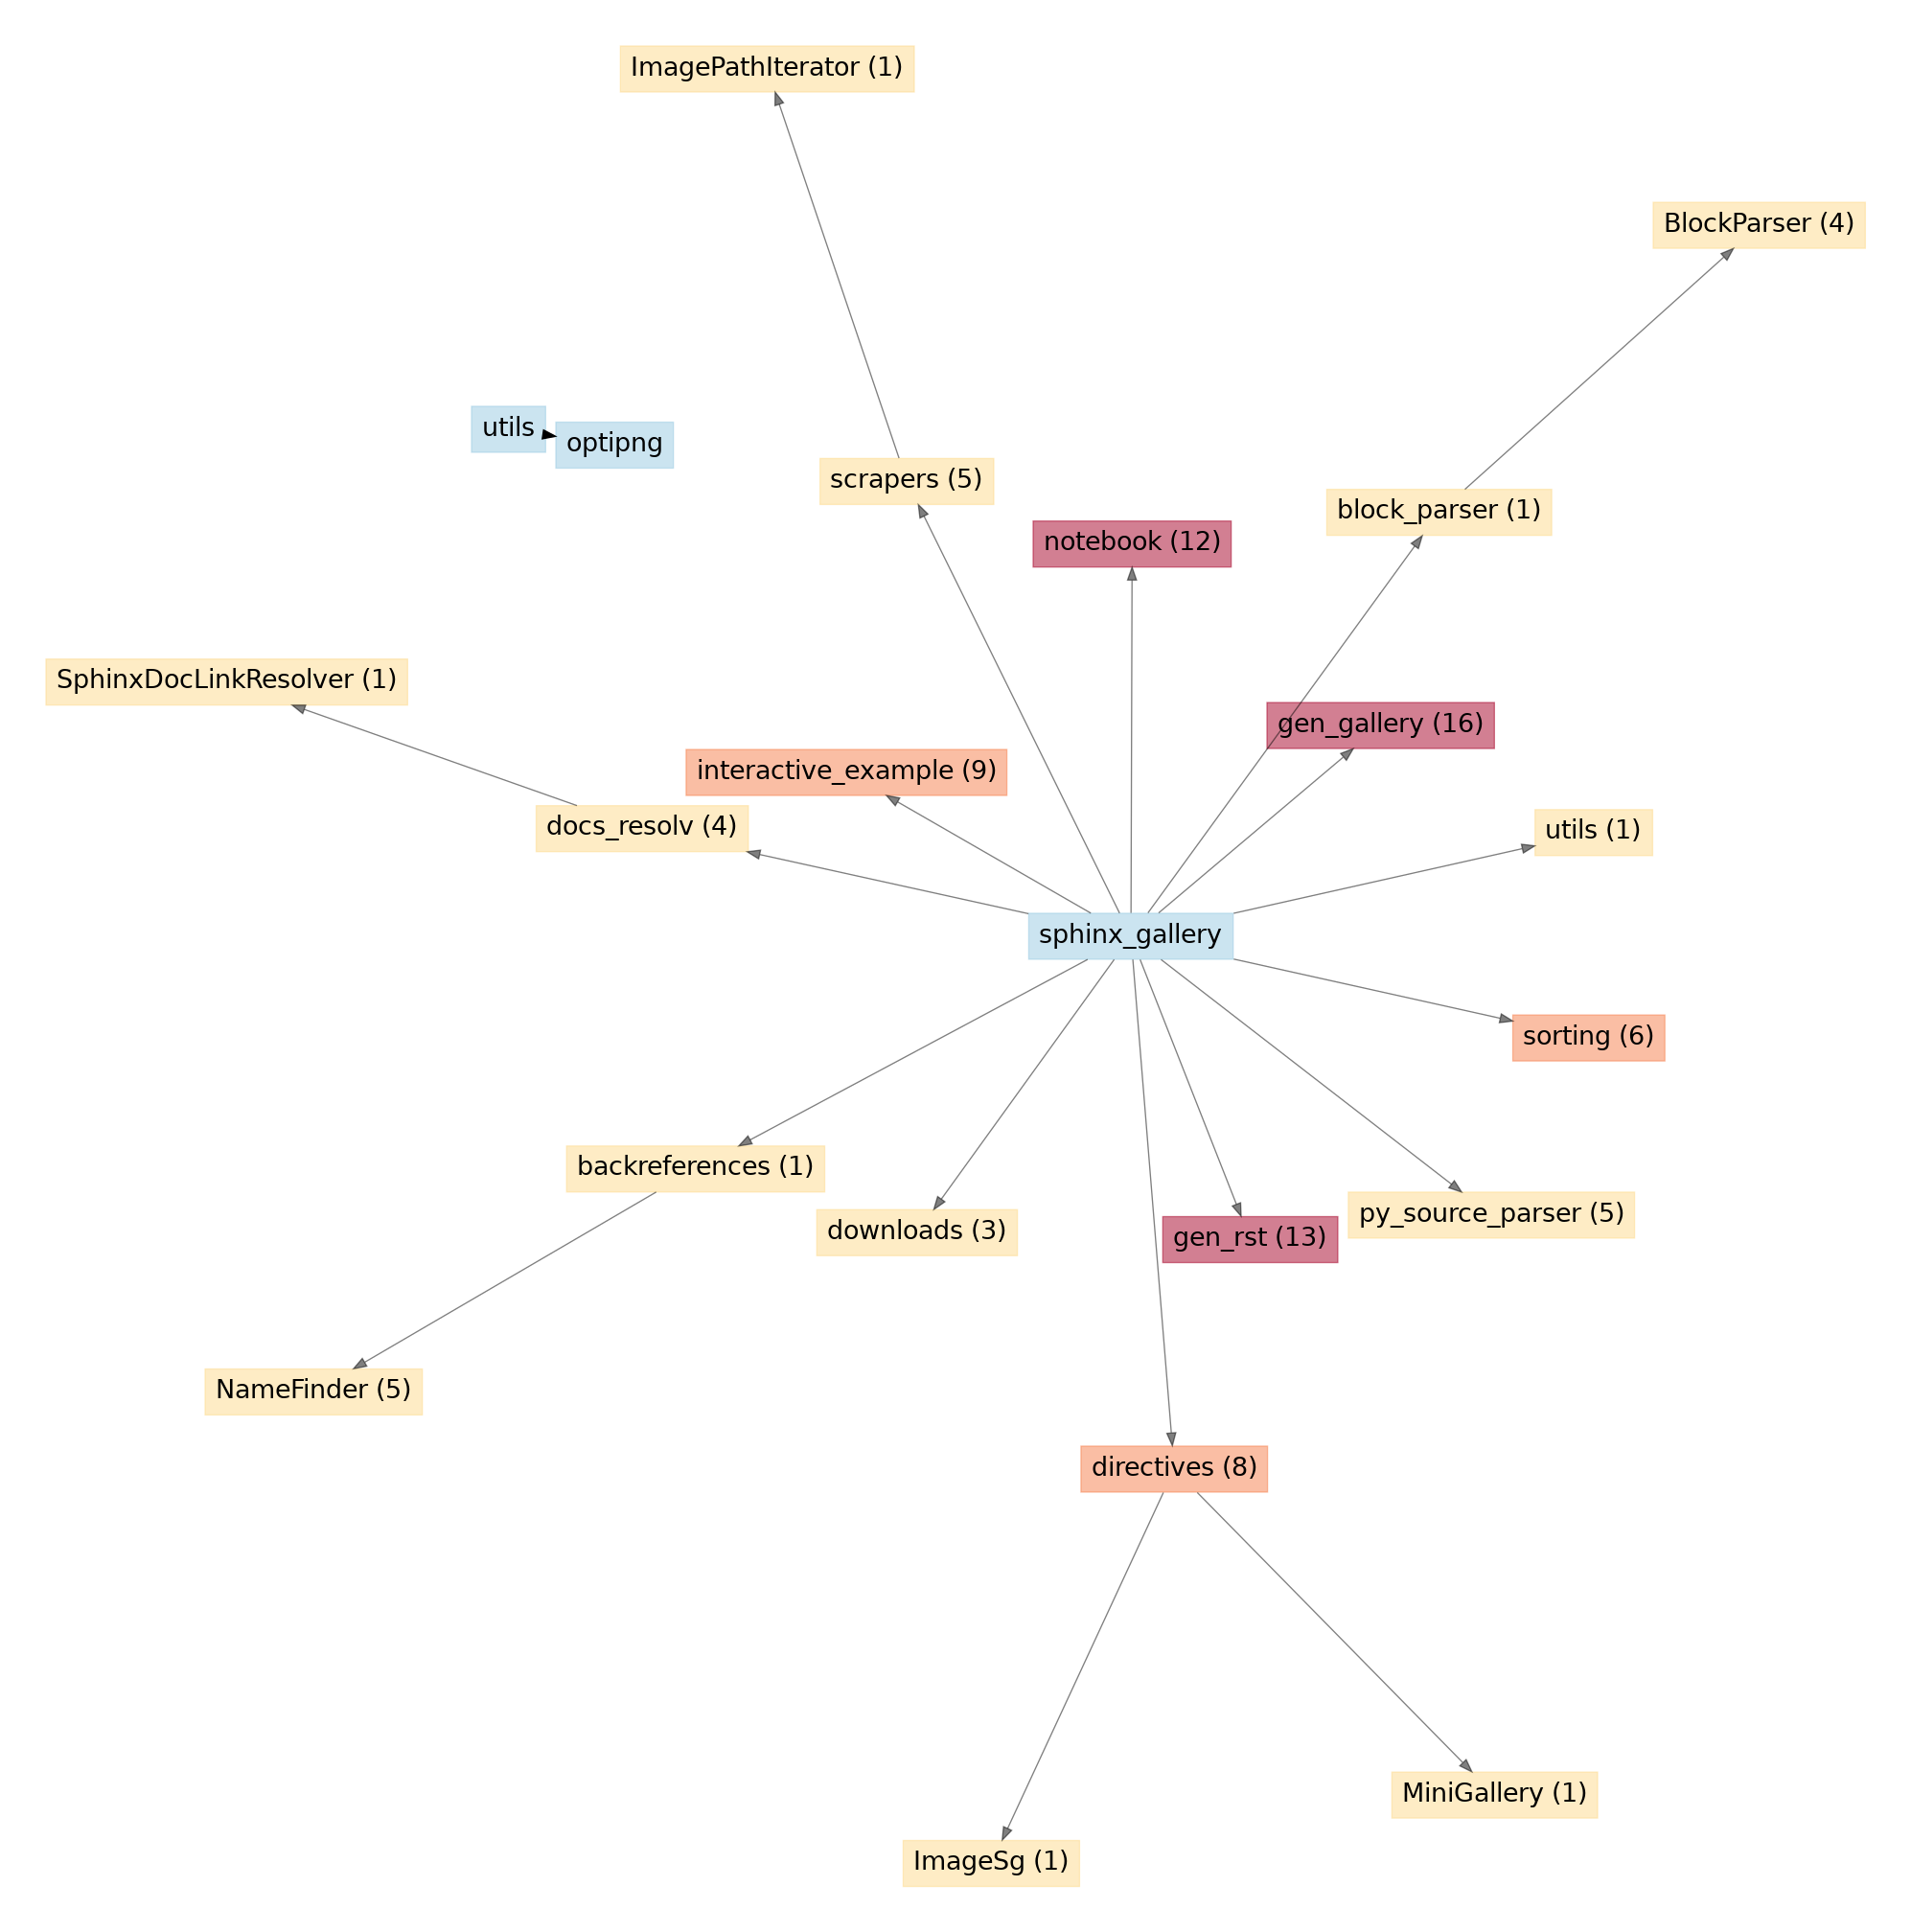 ImagePathIterator (1)
BlockParser (4)
utils
optipng
scrapers (5)
block_parser (1)
notebook (12)
SphinxDocLinkResolver (1)
gen_gallery (16)
interactive_example (9)
docs_resolv (4)
utils (1)
sphinx_gallery
sorting (6)
backreferences (1)
py_source_parser (5)
downloads (3)
gen_rst (13)
NameFinder (5)
directives (8)
MiniGallery (1)
ImageSg (1)